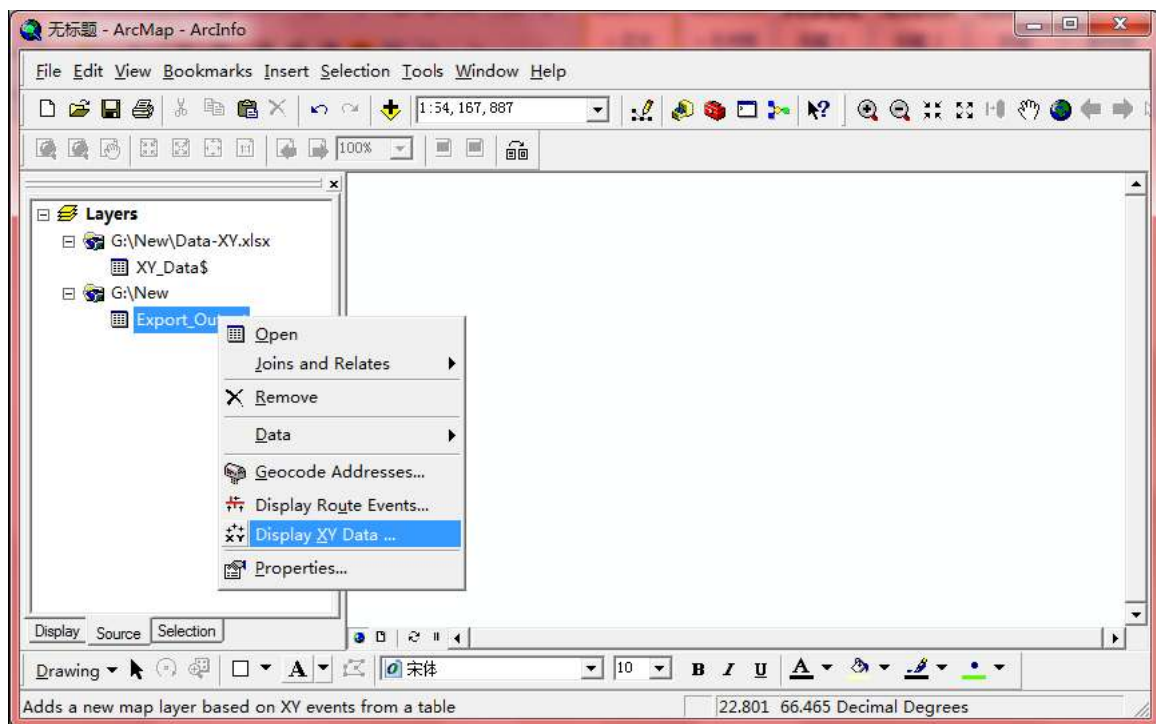 无标题 - ArcMap - ArcInfo
File Edit View Bookmarks Insert Selection Tools Window Help
1:54,167,887
100%
Layers
G:\New\Data-XY.xlsx
XY_Data$
G:\New
Export_Ou
Open
Joins and Relates
Remove
Data
Geocode Addresses...
Display Route Events...
Display XY Data ...
Properties...
Display Source Selection
Drawing A 宋体 10 B I U A
Adds a new map layer based on XY events from a table 22.801 66.465 Decimal Degrees